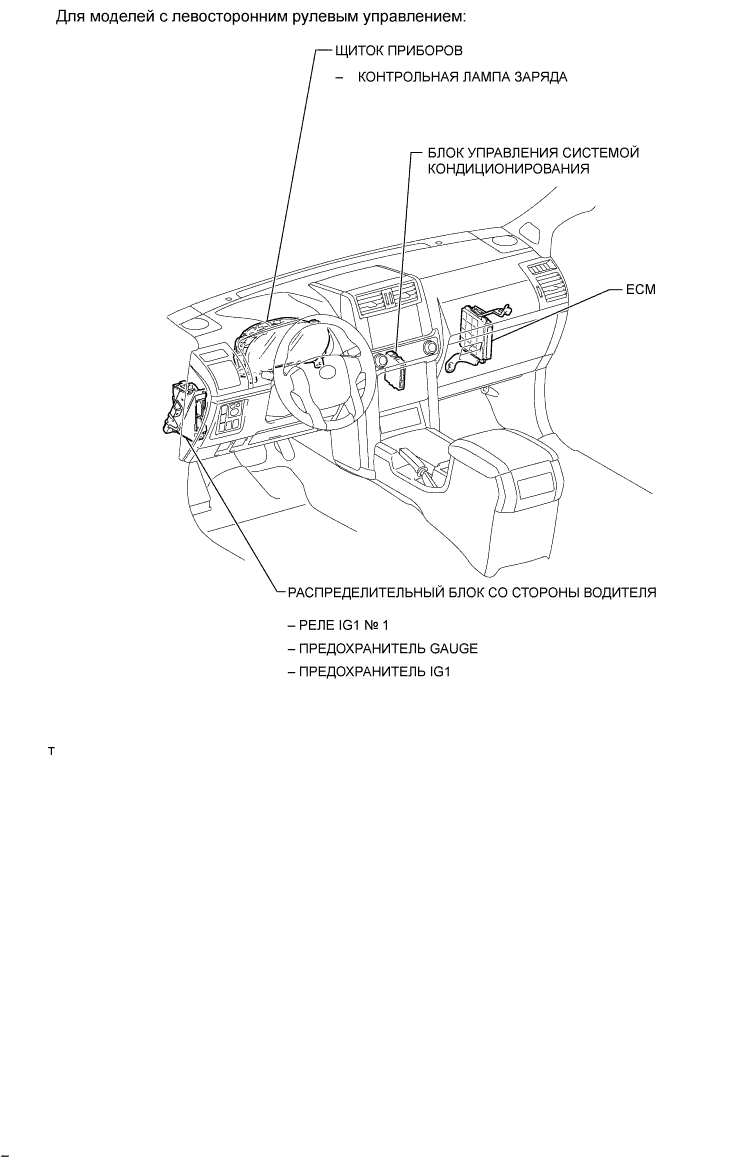 Для моделей с левосторонним рулевым управлением:
ЩИТОК ПРИБОРОВ
– КОНТРОЛЬНАЯ ЛАМПА ЗАРЯДА
БЛОК УПРАВЛЕНИЯ СИСТЕМОЙ
КОНДИЦИОНИРОВАНИЯ
ECM
РАСПРЕДЕЛИТЕЛЬНЫЙ БЛОК СО СТОРОНЫ ВОДИТЕЛЯ
– РЕЛЕ IG1 № 1
– ПРЕДОХРАНИТЕЛЬ GAUGE
– ПРЕДОХРАНИТЕЛЬ IG1
т
–